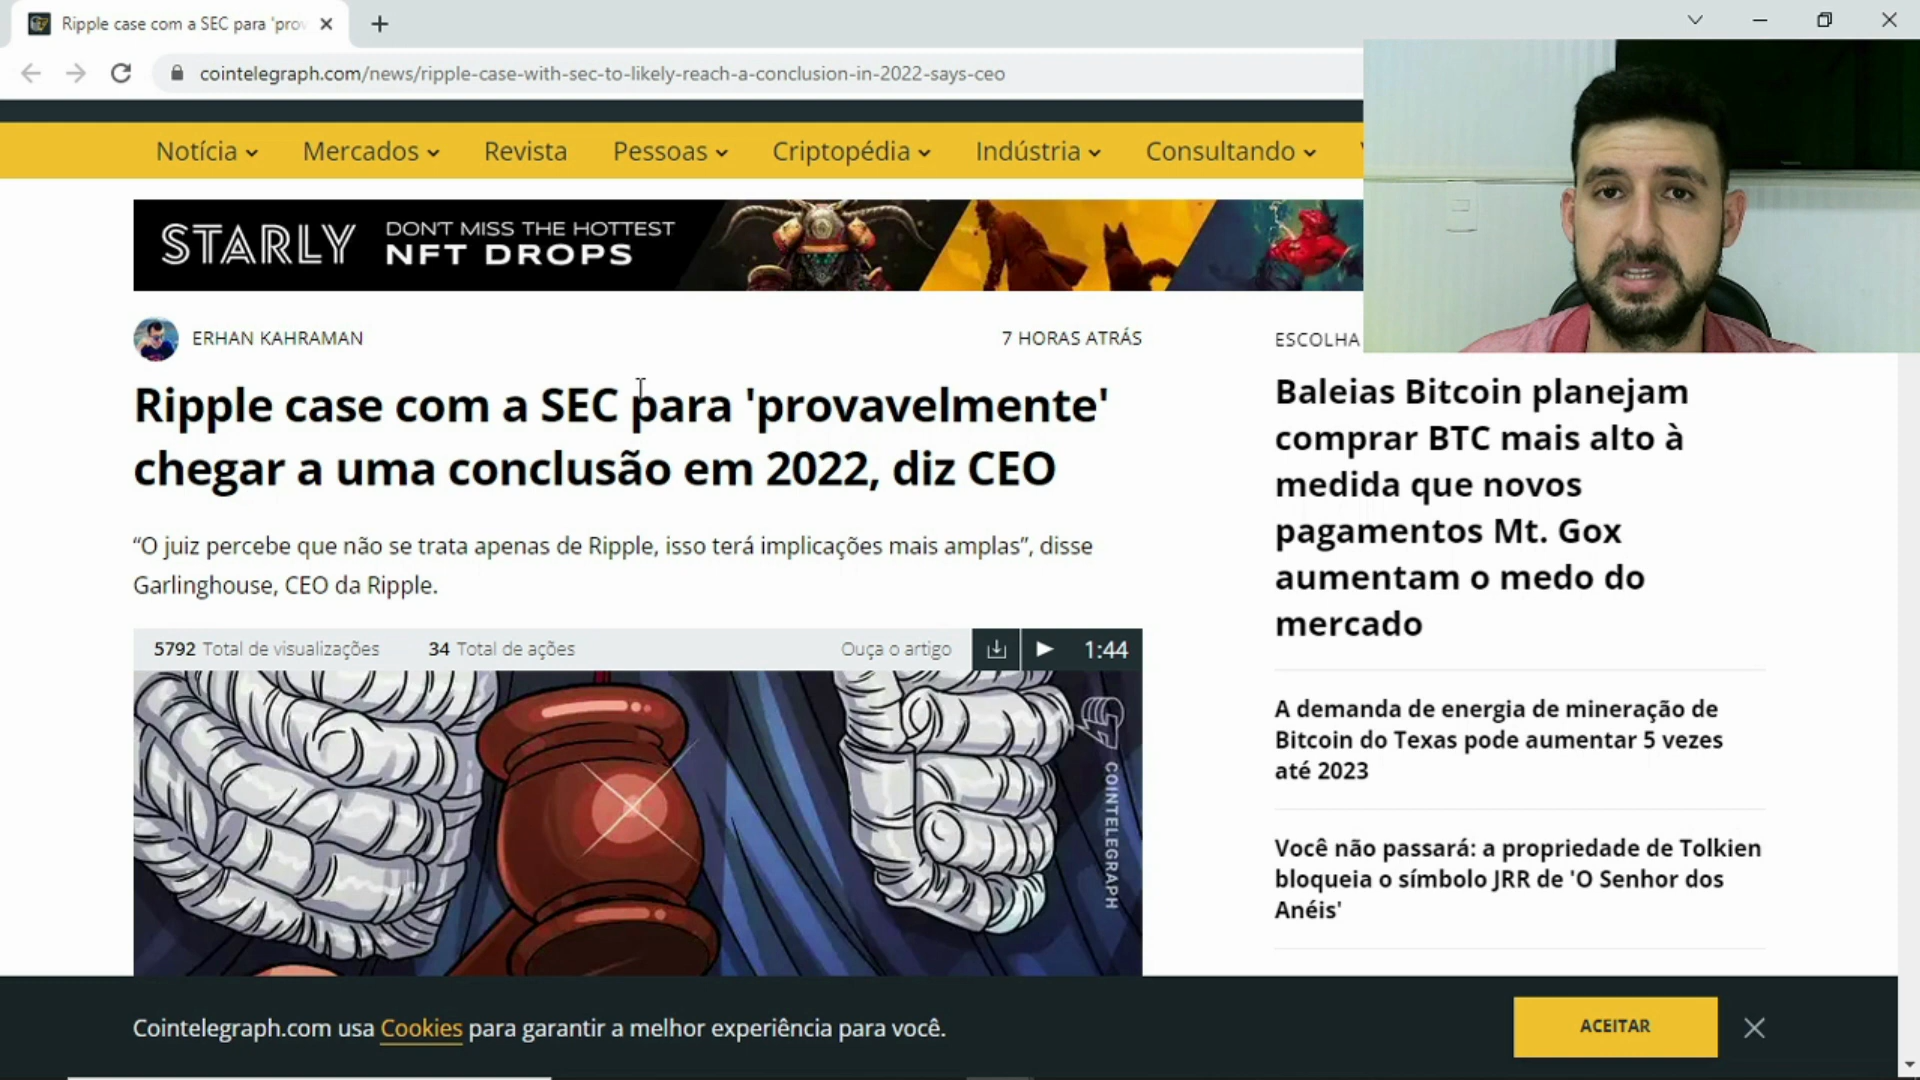 Ripple case com a SEC para 'prov
cointelegraph.com/news/ripple-case-with-sec-to-likely-reach-a-conclusion-in-2022-says-ceo
Notícia Mercados Revista Pessoas Criptopédia Indústria Consultando
STARLY DON'T MISS THE HOTTEST
NFT DROPS
ERHAN KAHRAMAN
7 HORAS ATRÁS
Ripple case com a SEC para 'provavelmente'
chegar a uma conclusão em 2022, diz CEO
“O juiz percebe que não se trata apenas de Ripple, isso terá implicações mais amplas”, disse
Garlinghouse, CEO da Ripple.
5792 Total de visualizações 34 Total de ações Ouça o artigo 1:44
COINTELEGRAPH
ESCOLHA
Baleias Bitcoin planejam
comprar BTC mais alto à
medida que novos
pagamentos Mt. Gox
aumentam o medo do
mercado
A demanda de energia de mineração de
Bitcoin do Texas pode aumentar 5 vezes
até 2023
Você não passará: a propriedade de Tolkien
bloqueia o símbolo JRR de 'O Senhor dos
Anéis'
Cointelegraph.com usa Cookies para garantir a melhor experiência para você.
ACEITAR